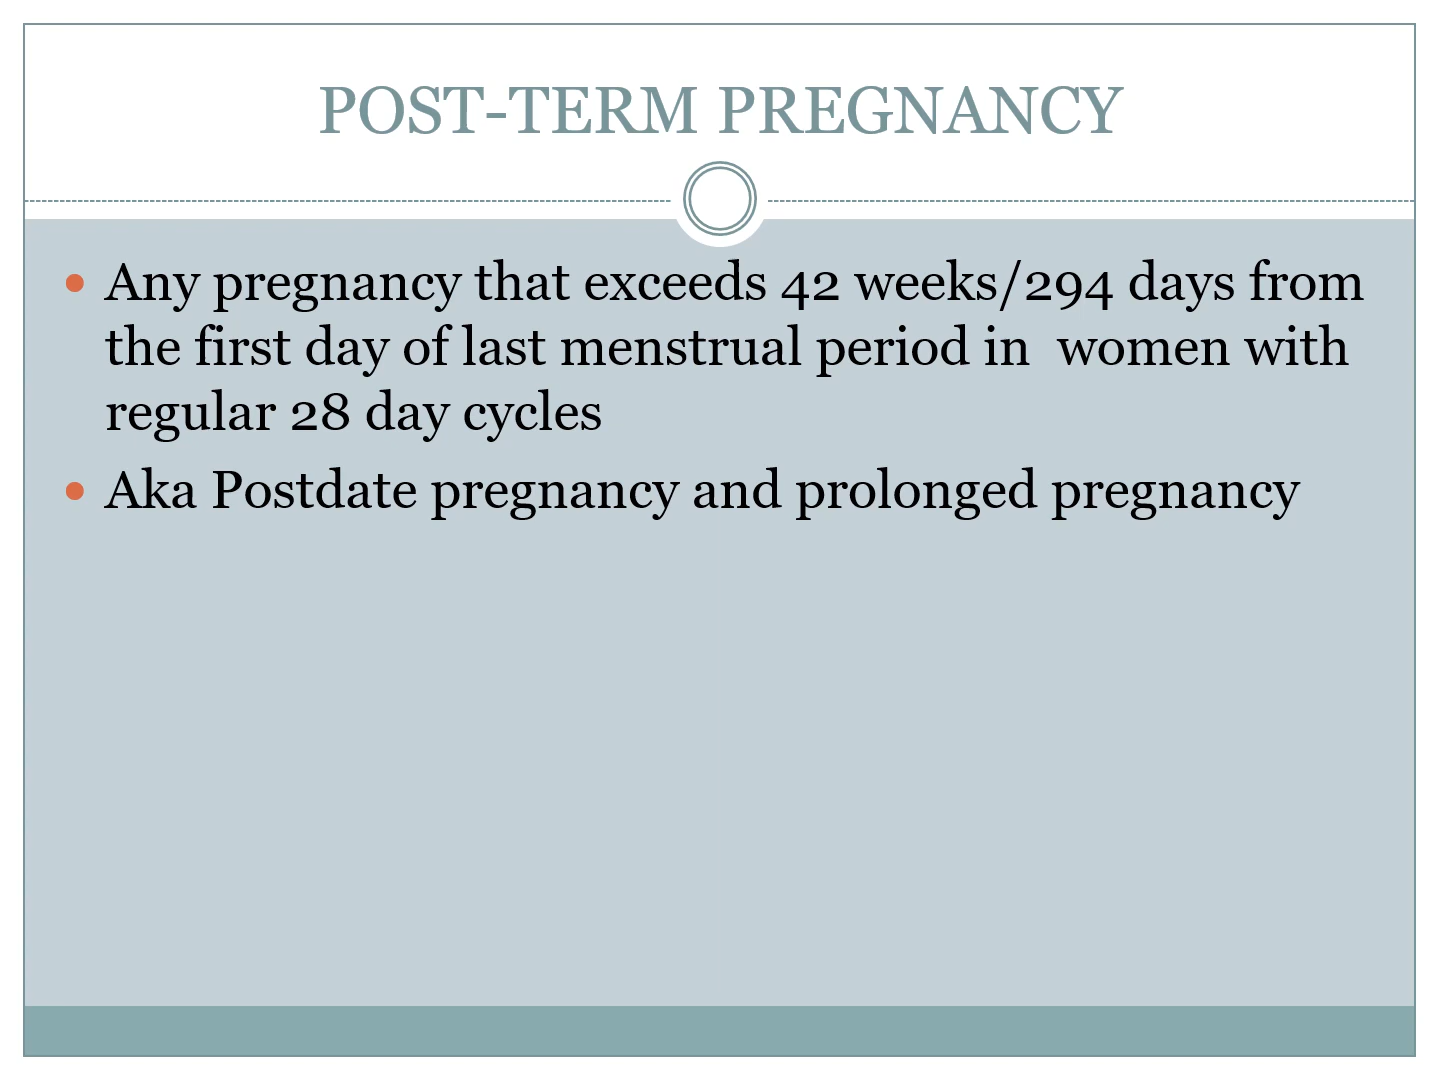 POST-TERM PREGNANCY
• Any pregnancy that exceeds 42 weeks/294 days from
the first day of last menstrual period in  women with
regular 28 day cycles
• Aka Postdate pregnancy and prolonged pregnancy